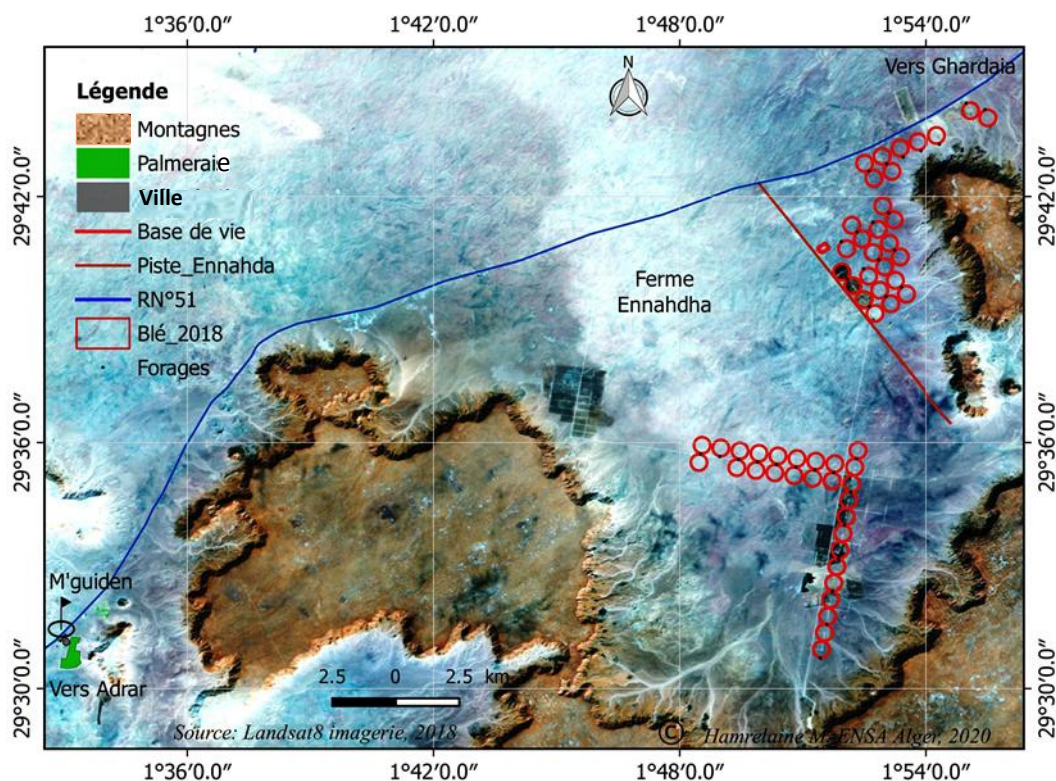 1°36'0.0" 1°42'0.0" 1°48'0.0" 1°54'0.0"
Vers Ghardaia
N
Légende
Montagnes
Palmeraie
Ville
Base de vie
Piste_Ennahda
RN°51
Blé_2018
Forages
29°42'0.0" 29°42'0.0"
Ferme
Ennahdha
29°36'0.0" 29°36'0.0"
M'guiden
Vers Adrar
2.5 0 2.5 km
29°30'0.0" 29°30'0.0"
Source: Landsat8 imagerie, 2018
© Hamrelaine M-ENSA Alger, 2020
1°36'0.0" 1°42'0.0" 1°48'0.0" 1°54'0.0"